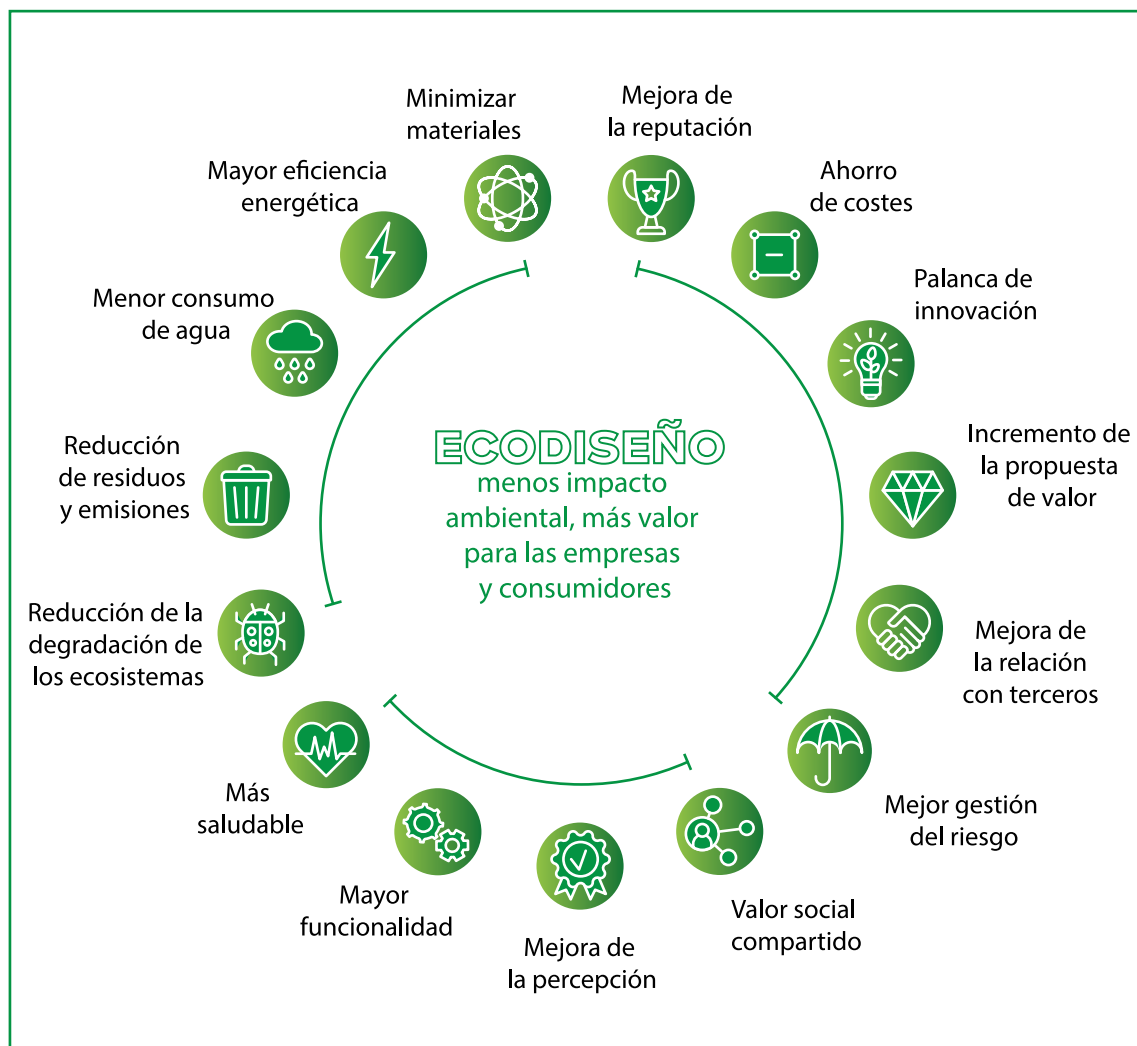 Minimizar
materiales
Mejora de
la reputación
Mayor eficiencia
energética
Ahorro
de costes
Menor consumo
de agua
Palanca de
innovación
ECODISEÑO
menos impacto
ambiental, más valor
para las empresas
y consumidores
Reducción
de residuos
y emisiones
Incremento de
la propuesta
de valor
Reducción de la
degradación de
los ecosistemas
Mejora de
la relación
con terceros
Más
saludable
Mejor gestión
del riesgo
Mayor
funcionalidad
Mejora de
la percepción
Valor social
compartido